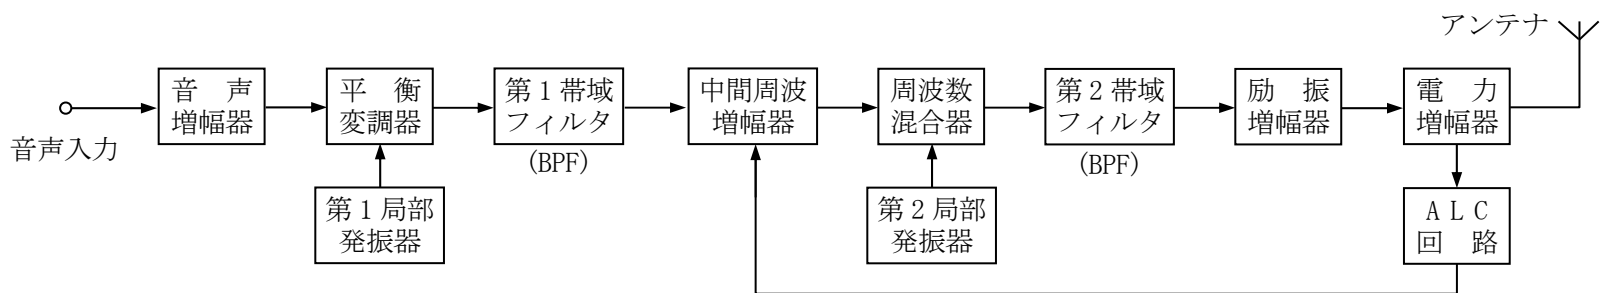 アンテナ
音声
増幅器
平衡
変調器
第1帯域
フィルタ
(BPF)
中間周波
増幅器
周波数
混合器
第2帯域
フィルタ
(BPF)
励振
増幅器
電力
増幅器
音声入力
第1局部
発振器
第2局部
発振器
ALC
回路